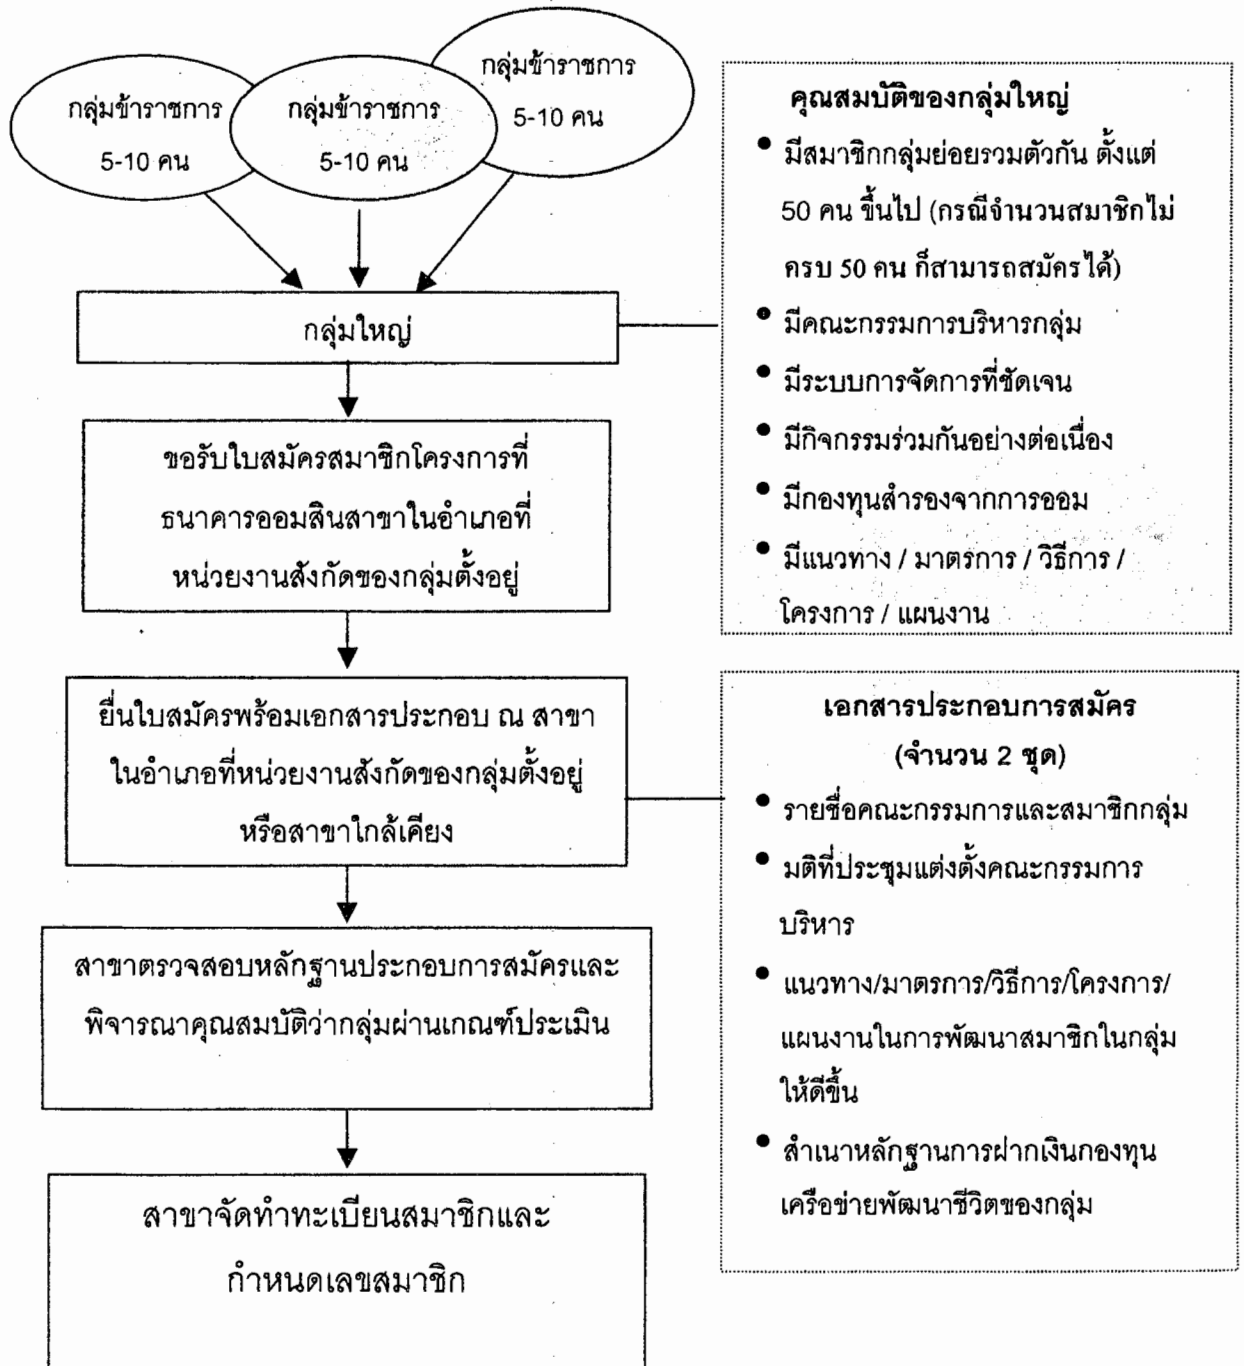 กลุ่มข้าราชการ
5-10 คน
กลุ่มข้าราชการ
5-10 คน
กลุ่มข้าราชการ
5-10 คน
กลุ่มใหญ่
ขอรับใบสมัครสมาชิกโครงการที่
ธนาคารออมสินสาขาในอำเภอที่
หน่วยงานสังกัดของกลุ่มตั้งอยู่
ยื่นใบสมัครพร้อมเอกสารประกอบ ณ สาขา
ในอำเภอที่หน่วยงานสังกัดของกลุ่มตั้งอยู่
หรือสาขาใกล้เคียง
สาขาตรวจสอบหลักฐานประกอบการสมัครและ
พิจารณาคุณสมบัติว่ากลุ่มผ่านเกณฑ์ประเมิน
สาขาจัดทำทะเบียนสมาชิกและ
กำหนดเลขสมาชิก
คุณสมบัติของกลุ่มใหญ่
• มีสมาชิกกลุ่มย่อยรวมตัวกัน ตั้งแต่
50 คน ขึ้นไป (กรณีจำนวนสมาชิกไม่
ครบ 50 คน ก็สามารถสมัครได้)
• มีคณะกรรมการบริหารกลุ่ม
• มีระบบการจัดการที่ชัดเจน
• มีกิจกรรมร่วมกันอย่างต่อเนื่อง
• มีกองทุนสำรองจากการออม
• มีแนวทาง / มาตรการ / วิธีการ /
โครงการ / แผนงาน
เอกสารประกอบการสมัคร
(จำนวน 2 ชุด)
• รายชื่อคณะกรรมการและสมาชิกกลุ่ม
• มติที่ประชุมแต่งตั้งคณะกรรมการ
บริหาร
• แนวทาง/มาตรการ/วิธีการ/โครงการ/
แผนงานในการพัฒนาสมาชิกในกลุ่ม
ให้ดีขึ้น
• สำเนาหลักฐานการฝากเงินกองทุน
เครือข่ายพัฒนาชีวิตของกลุ่ม